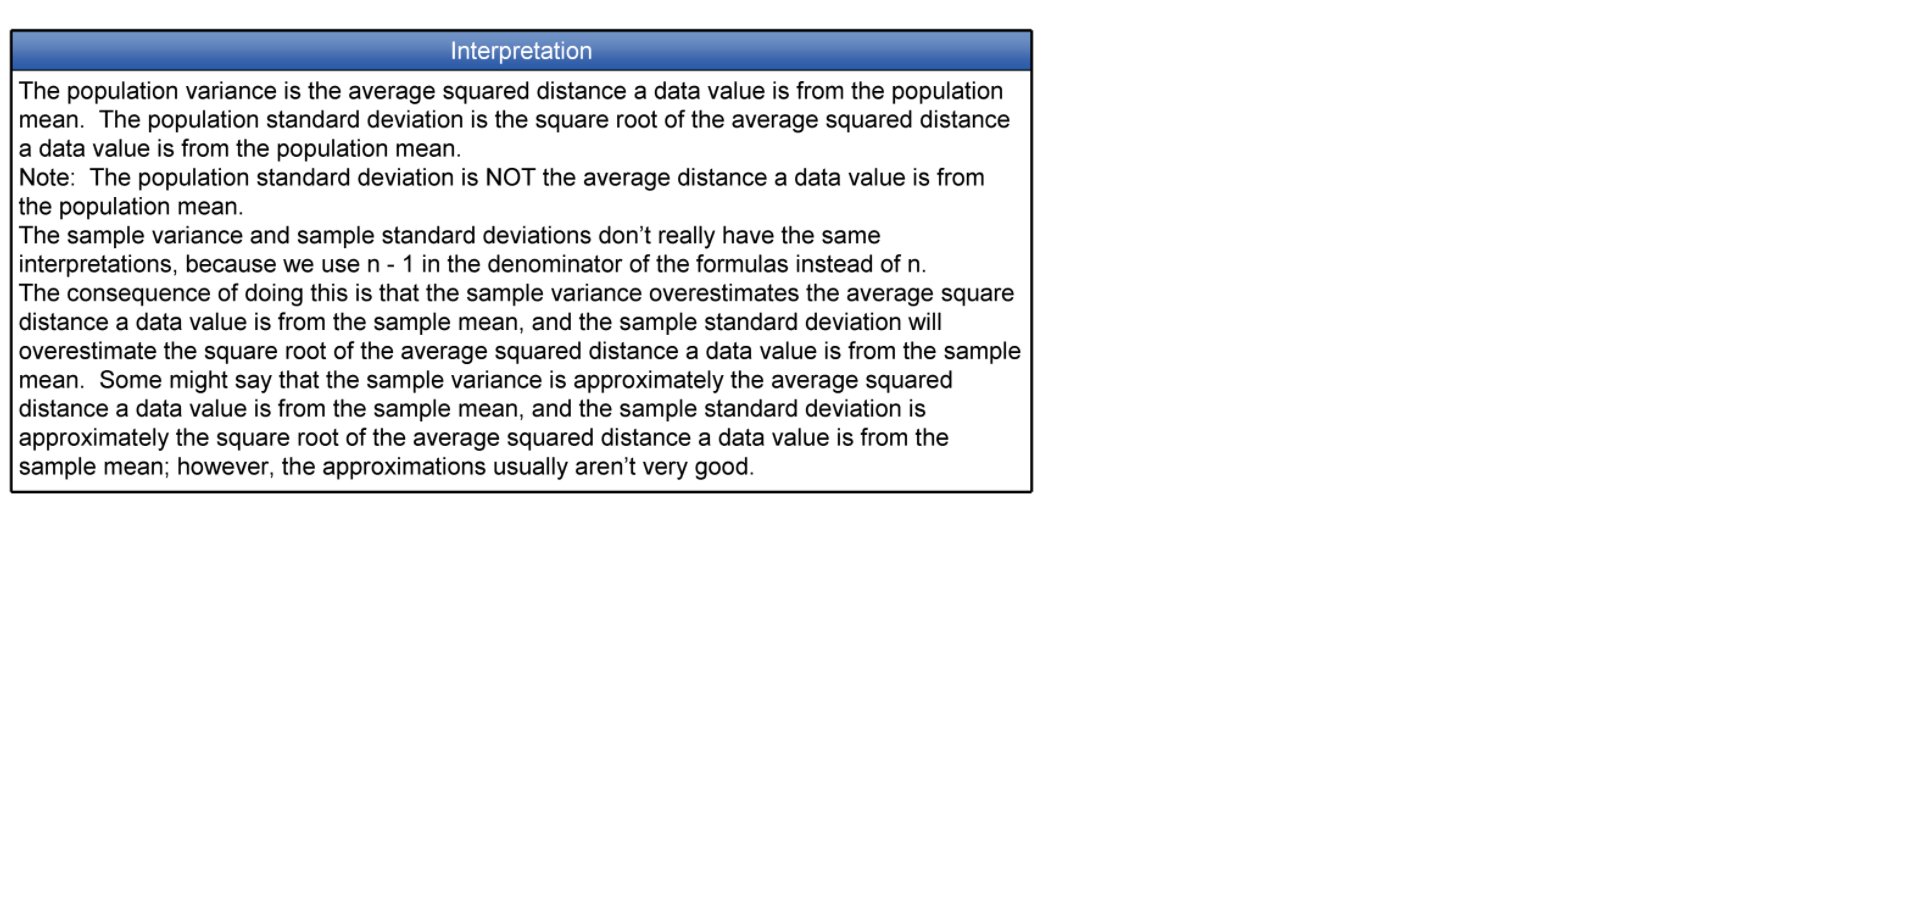 Interpretation
The population variance is the average squared distance a data value is from the population
mean.  The population standard deviation is the square root of the average squared distance
a data value is from the population mean.
Note:  The population standard deviation is NOT the average distance a data value is from
the population mean.
The sample variance and sample standard deviations don’t really have the same
interpretations, because we use n - 1 in the denominator of the formulas instead of n.
The consequence of doing this is that the sample variance overestimates the average square
distance a data value is from the sample mean, and the sample standard deviation will
overestimate the square root of the average squared distance a data value is from the sample
mean.  Some might say that the sample variance is approximately the average squared
distance a data value is from the sample mean, and the sample standard deviation is
approximately the square root of the average squared distance a data value is from the
sample mean; however, the approximations usually aren’t very good.